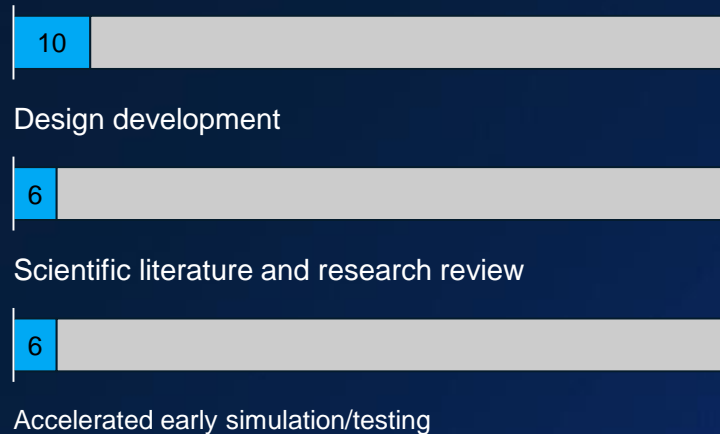 10
Design development
6
Scientific literature and research review
6
Accelerated early simulation/testing